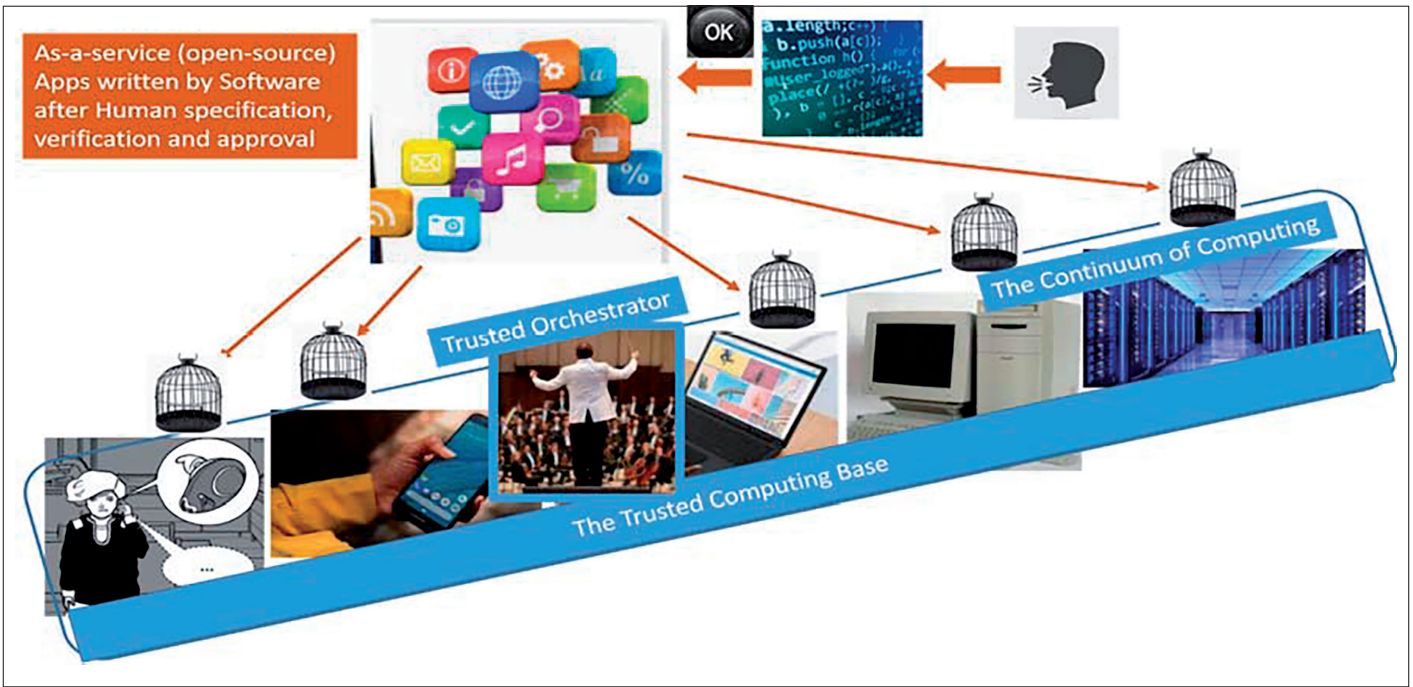 As-a-service (open-source)
Apps written by Software
after Human specification,
verification and approval
Aa
%
OK
a.length;c++) {
b.push(a[c]);
Function h()
Trusted Orchestrator
The Continuum of Computing
...
The Trusted Computing Base